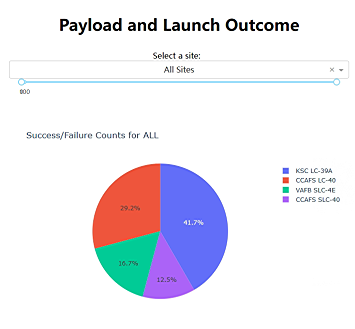 Payload and Launch Outcome
Select a site:
All Sites
800
Success/Failure Counts for ALL
KSC LC-39A
CCAFS LC-40
VAFB SLC-4E
CCAFS SLC-40
29.2%
41.7%
16.7%
12.5%